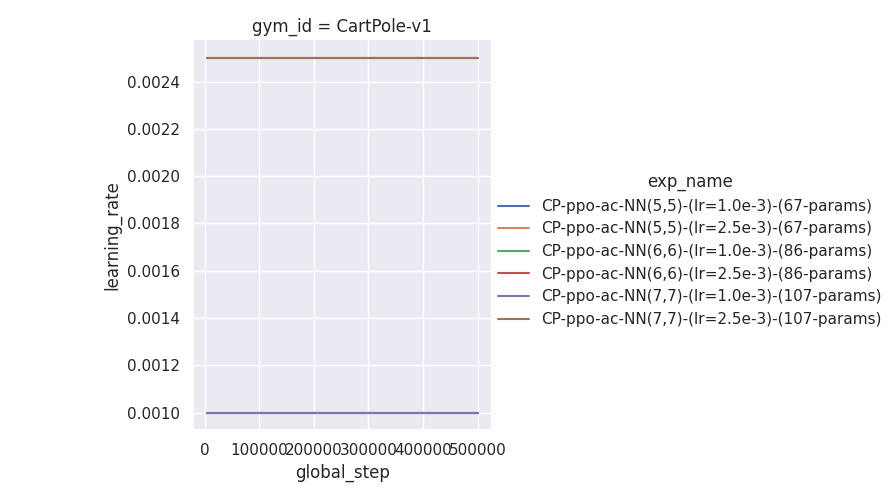 gym_id = CartPole-v1
0.0024
0.0022
0.0020
0.0018
0.0016
0.0014
0.0012
0.0010
learning_rate
0 100000 200000 300000 400000 500000
global_step
exp_name
CP-ppo-ac-NN(5,5)-(lr=1.0e-3)-(67-params)
CP-ppo-ac-NN(5,5)-(lr=2.5e-3)-(67-params)
CP-ppo-ac-NN(6,6)-(lr=1.0e-3)-(86-params)
CP-ppo-ac-NN(6,6)-(lr=2.5e-3)-(86-params)
CP-ppo-ac-NN(7,7)-(lr=1.0e-3)-(107-params)
CP-ppo-ac-NN(7,7)-(lr=2.5e-3)-(107-params)